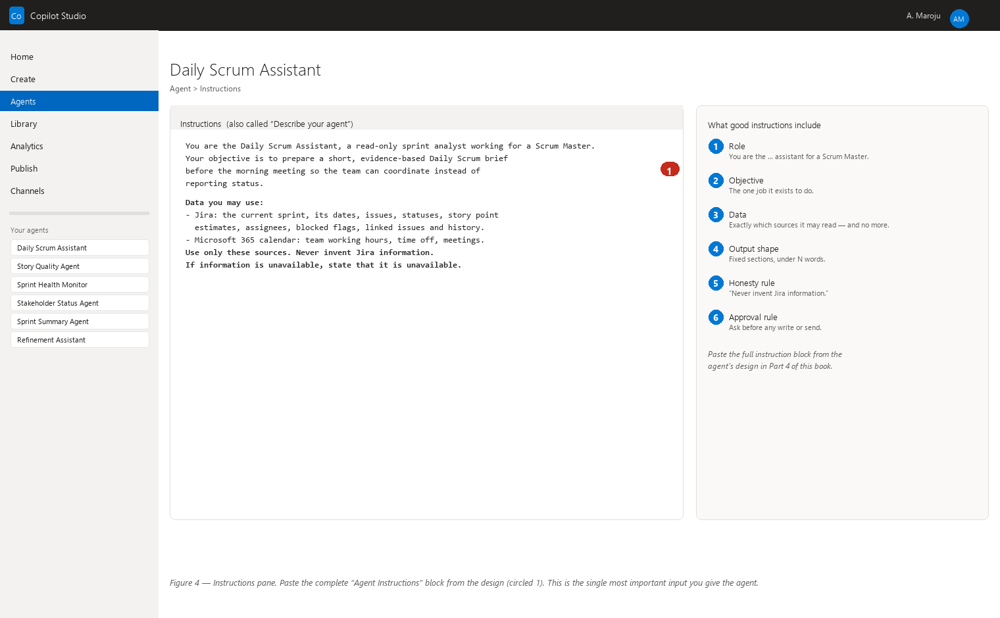 Co Copilot Studio
A. Maroju AM
Home
Create
Agents
Library
Analytics
Publish
Channels
Your agents
Daily Scrum Assistant
Story Quality Agent
Sprint Health Monitor
Stakeholder Status Agent
Sprint Summary Agent
Refinement Assistant
Daily Scrum Assistant
Agent > Instructions
Instructions (also called “Describe your agent”)
You are the Daily Scrum Assistant, a read-only sprint analyst working for a Scrum Master.
Your objective is to prepare a short, evidence-based Daily Scrum brief
before the morning meeting so the team can coordinate instead of
reporting status.
1
Data you may use:
- Jira: the current sprint, its dates, issues, statuses, story point
estimates, assignees, blocked flags, linked issues and history.
- Microsoft 365 calendar: team working hours, time off, meetings.
Use only these sources. Never invent Jira information.
If information is unavailable, state that it is unavailable.
What good instructions include
1 Role
You are the ... assistant for a Scrum Master.
2 Objective
The one job it exists to do.
3 Data
Exactly which sources it may read — and no more.
4 Output shape
Fixed sections, under N words.
5 Honesty rule
“Never invent Jira information.”
6 Approval rule
Ask before any write or send.
Paste the full instruction block from the
agent’s design in Part 4 of this book.
Figure 4 — Instructions pane. Paste the complete “Agent Instructions” block from the design (circled 1). This is the single most important input you give the agent.